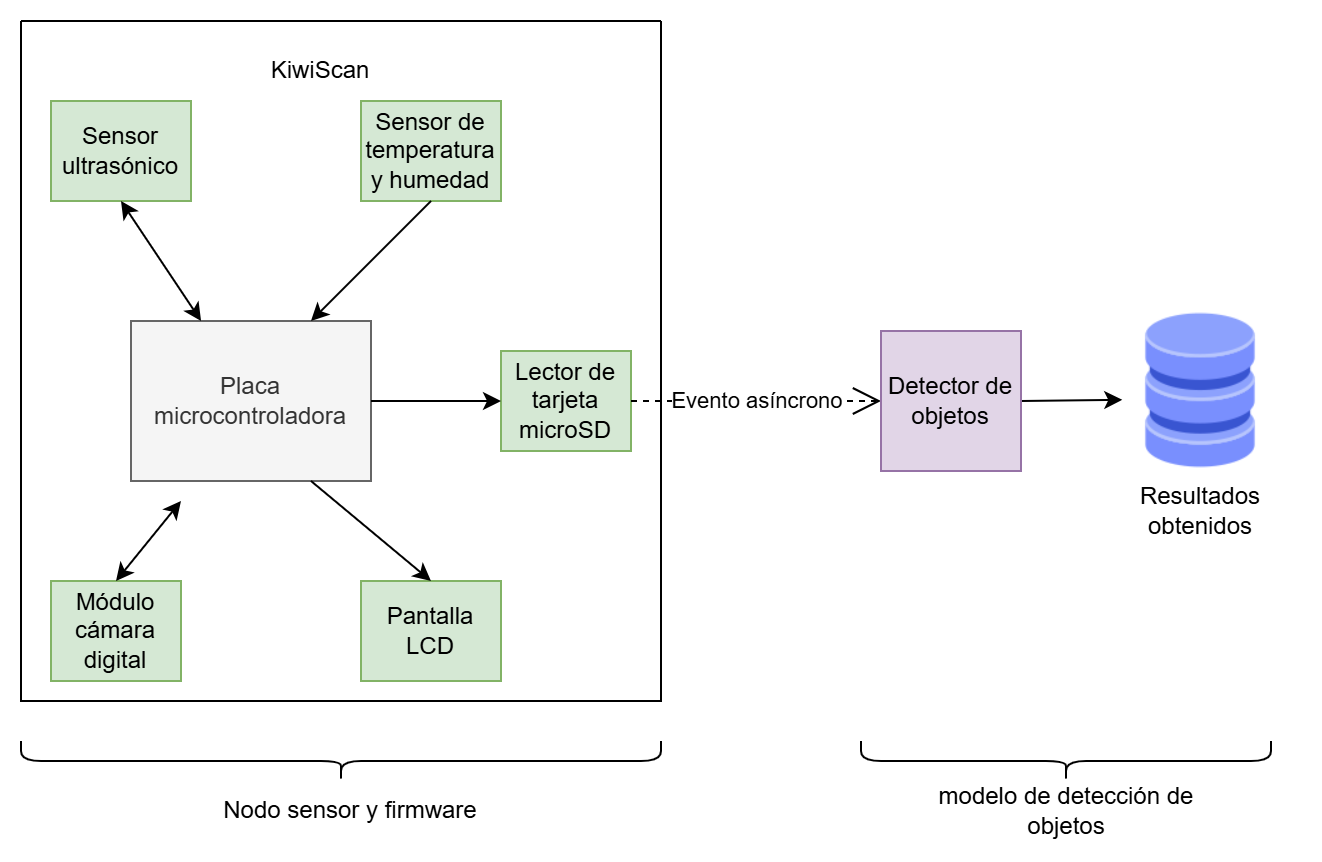 KiwiScan
Sensor
ultrasónico
Sensor de
temperatura
y humedad
Placa
microcontroladora
Lector de
tarjeta
microSD
Evento asíncrono
Detector de
objetos
Resultados
obtenidos
Módulo
cámara
digital
Pantalla
LCD
Nodo sensor y firmware
modelo de detección de
objetos